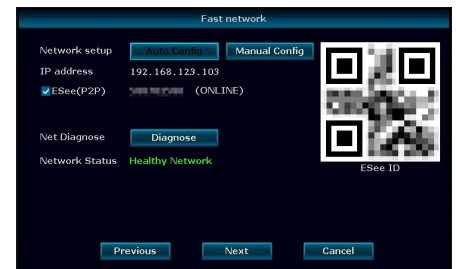 Fast network
Network setup Auto Config Manual Config
IP address 192.168.123.103
ESee(P2P) (ONLINE)
Net Diagnose Diagnose
Network Status Healthy Network
ESee ID
Previous Next Cancel